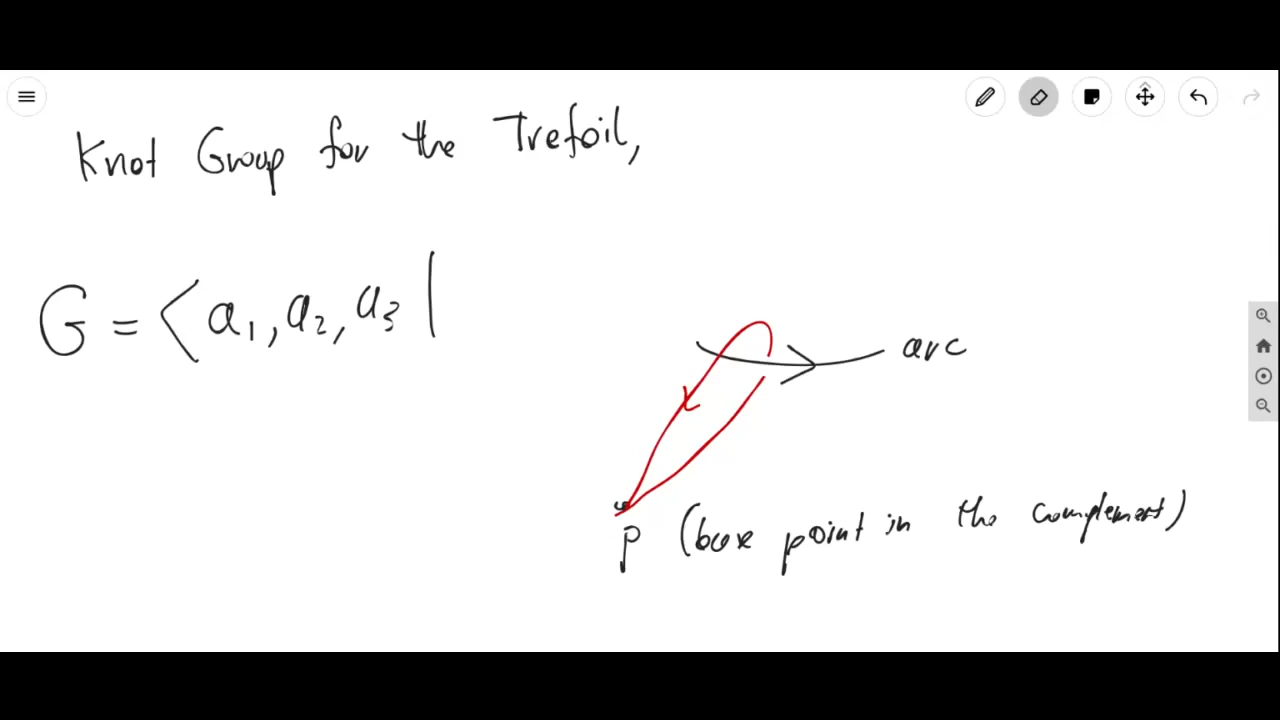 Knot Group for the Trefoil,
G = ⟨ a₁, a₂, a₃ |
arc
p (base point in the complement)